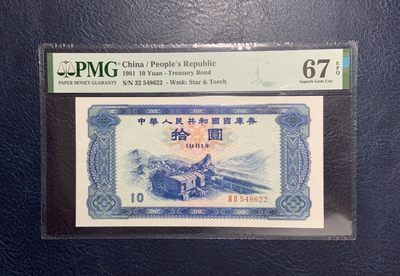 PMG
PAPER MONEY GUARANTY
China / People's Republic
1981 10 Yuan - Treasury Bond
S/N 32 548622 - Wmk: Star & Torch
67 EPQ
Superb Gem Unc
中華人民共和國國庫券
拾圓
1981年
10
548622